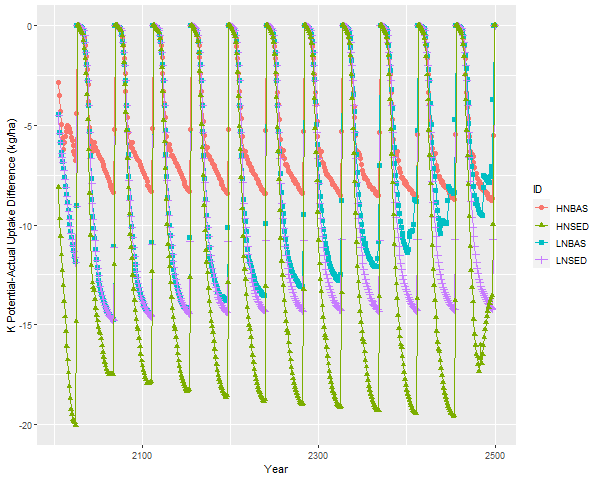 K Potential-Actual Uptake Difference (kg/ha)
0
-5
-10
-15
-20
2100
2300
2500
Year
ID
HNBAS
HNSED
LNBAS
LNSED